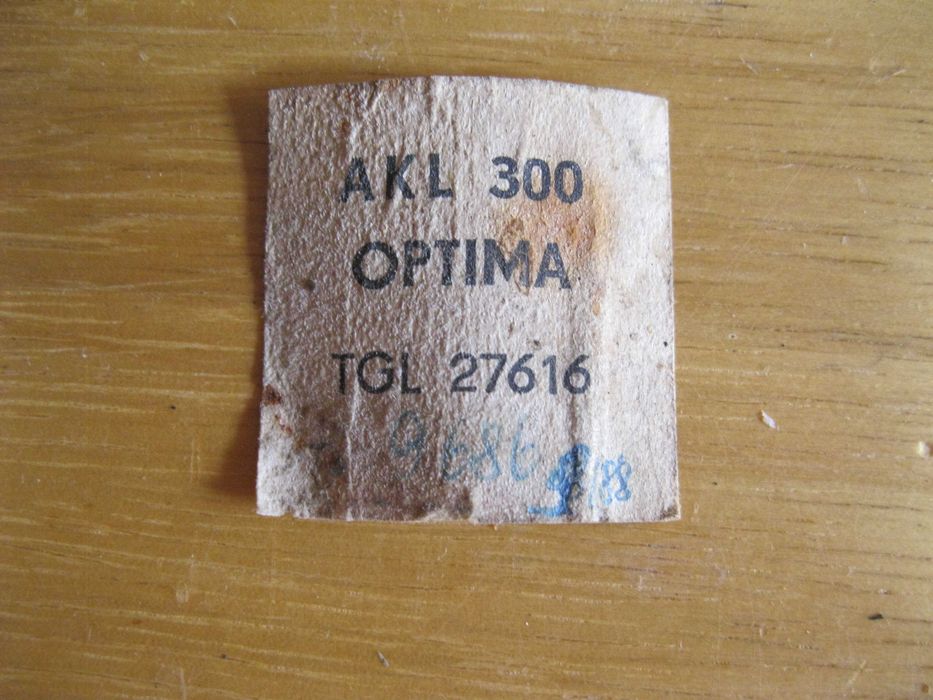 AKL 300
OPTIMA
TGL 27616